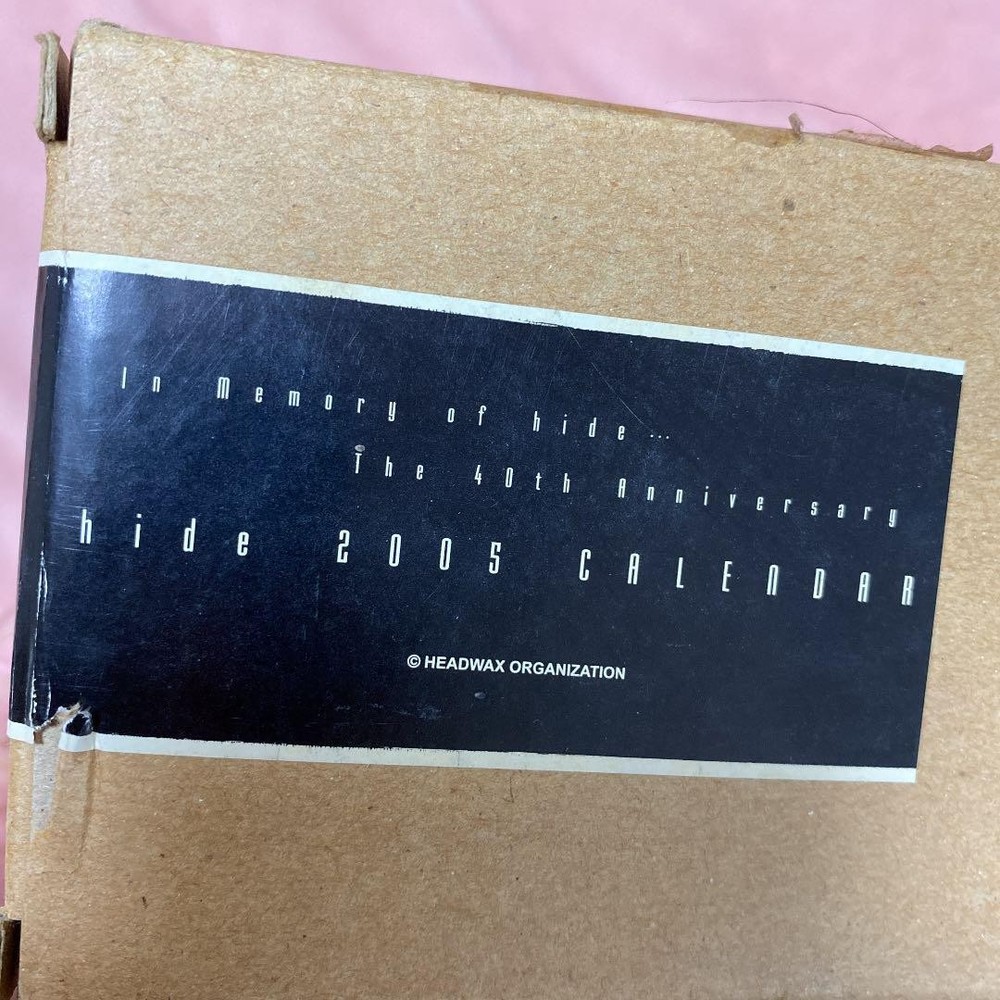 In Memory of hide...
The 40th Anniversary
hide 2005 CALENDAR
© HEADWAX ORGANIZATION